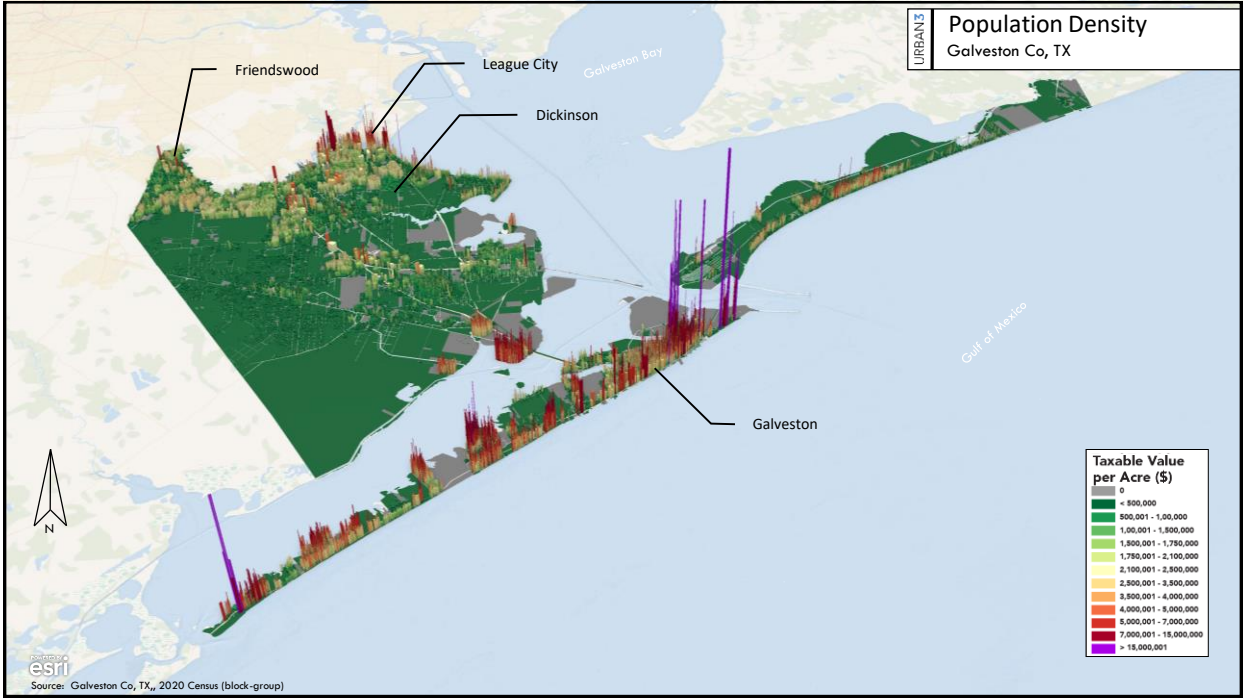 URBAN3
Population Density
Galveston Co, TX
Friendswood
League City
Galveston Bay
Dickinson
Gulf of Mexico
Galveston
N
Taxable Value
per Acre ($)
0
< 500,000
500,001 - 1,00,000
1,00,001 - 1,500,000
1,500,001 - 1,750,000
1,750,001 - 2,100,000
2,100,001 - 2,500,000
2,500,001 - 3,500,000
3,500,001 - 4,000,000
4,000,001 - 5,000,000
5,000,001 - 7,000,000
7,000,001 - 15,000,000
> 15,000,001
POWERED BY
esri
Source: Galveston Co, TX,, 2020 Census (block-group)